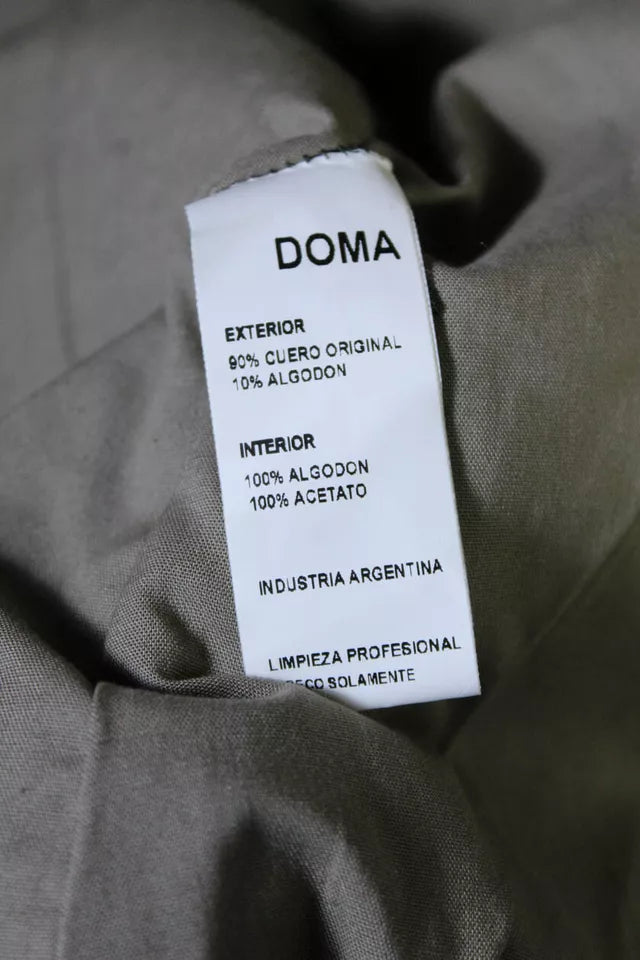 DOMA
EXTERIOR
90% CUERO ORIGINAL
10% ALGODON
INTERIOR
100% ALGODON
100% ACETATO
INDUSTRIA ARGENTINA
LIMPIEZA PROFESIONAL
SOLAMENTE